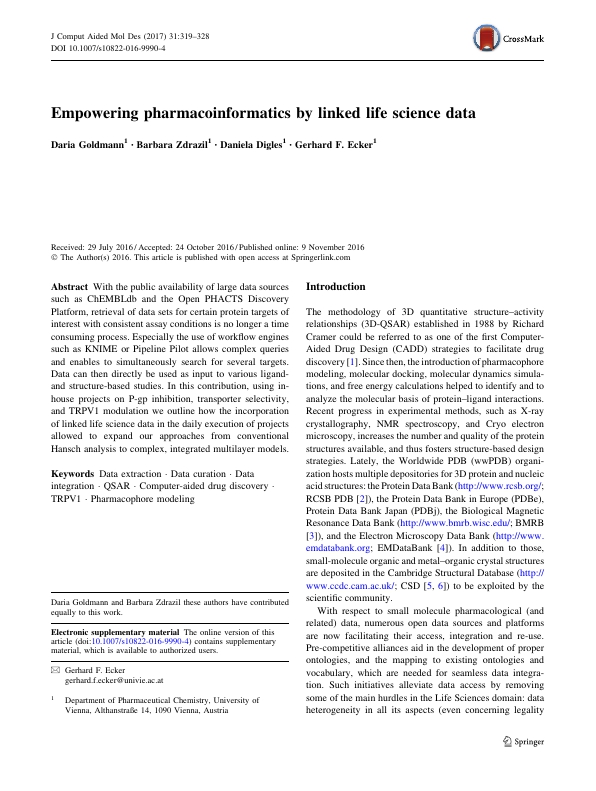 J Comput Aided Mol Des (2017) 31:319–328
DOI 10.1007/s10822-016-9990-4
CrossMark
Empowering pharmacoinformatics by linked life science data
Daria Goldmann1 · Barbara Zdrazil1 · Daniela Digles1 · Gerhard F. Ecker1
Received: 29 July 2016 / Accepted: 24 October 2016 / Published online: 9 November 2016
© The Author(s) 2016. This article is published with open access at Springerlink.com
Abstract With the public availability of large data sources
such as ChEMBLdb and the Open PHACTS Discovery
Platform, retrieval of data sets for certain protein targets of
interest with consistent assay conditions is no longer a time
consuming process. Especially the use of workflow engines
such as KNIME or Pipeline Pilot allows complex queries
and enables to simultaneously search for several targets.
Data can then directly be used as input to various ligand-
and structure-based studies. In this contribution, using in-
house projects on P-gp inhibition, transporter selectivity,
and TRPV1 modulation we outline how the incorporation
of linked life science data in the daily execution of projects
allowed to expand our approaches from conventional
Hansch analysis to complex, integrated multilayer models.
Keywords Data extraction · Data curation · Data
integration · QSAR · Computer-aided drug discovery ·
TRPV1 · Pharmacophore modeling
Daria Goldmann and Barbara Zdrazil these authors have contributed
equally to this work.
Electronic supplementary material The online version of this
article (doi:10.1007/s10822-016-9990-4) contains supplementary
material, which is available to authorized users.
Gerhard F. Ecker
gerhard.f.ecker@univie.ac.at
1 Department of Pharmaceutical Chemistry, University of
Vienna, Althanstraße 14, 1090 Vienna, Austria
Introduction
The methodology of 3D quantitative structure–activity
relationships (3D-QSAR) established in 1988 by Richard
Cramer could be referred to as one of the first Computer-
Aided Drug Design (CADD) strategies to facilitate drug
discovery [1]. Since then, the introduction of pharmacophore
modeling, molecular docking, molecular dynamics simula-
tions, and free energy calculations helped to identify and to
analyze the molecular basis of protein–ligand interactions.
Recent progress in experimental methods, such as X-ray
crystallography, NMR spectroscopy, and Cryo electron
microscopy, increases the number and quality of the protein
structures available, and thus fosters structure-based design
strategies. Lately, the Worldwide PDB (wwPDB) organi-
zation hosts multiple depositories for 3D protein and nucleic
acid structures: the Protein Data Bank (http://www.rcsb.org/;
RCSB PDB [2]), the Protein Data Bank in Europe (PDBe),
Protein Data Bank Japan (PDBj), the Biological Magnetic
Resonance Data Bank (http://www.bmrb.wisc.edu/; BMRB
[3]), and the Electron Microscopy Data Bank (http://www.
emdatabank.org; EMDataBank [4]). In addition to those,
small-molecule organic and metal–organic crystal structures
are deposited in the Cambridge Structural Database (http://
www.ccdc.cam.ac.uk/; CSD [5, 6]) to be exploited by the
scientific community.
With respect to small molecule pharmacological (and
related) data, numerous open data sources and platforms
are now facilitating their access, integration and re-use.
Pre-competitive alliances aid in the development of proper
ontologies, and the mapping to existing ontologies and
vocabulary, which are needed for seamless data integra-
tion. Such initiatives alleviate data access by removing
some of the main hurdles in the Life Sciences domain: data
heterogeneity in all its aspects (even concerning legality
Springer